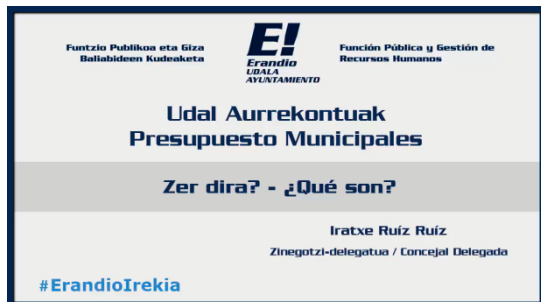 Funtzio Publikoa eta Giza
Baliabideen Kudeaketa
E!
Erandio
UDALA
AYUNTAMIENTO
Función Pública y Gestión de
Recursos Humanos
Udal Aurrekontuak
Presupuesto Municipales
Zer dira? - ¿Qué son?
Iratxe Ruíz Ruíz
Zinegotzi-delegatua / Concejal Delegada
#ErandioIrekia